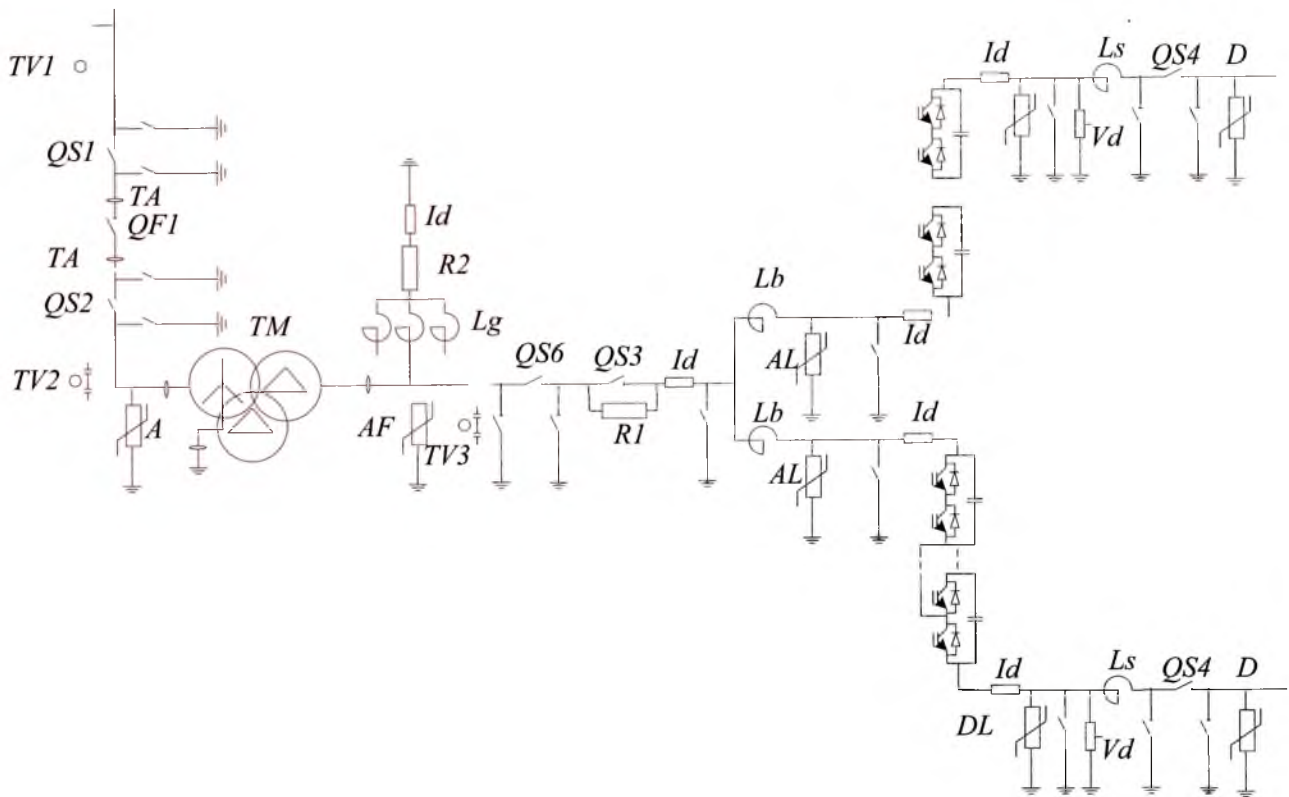 Id
Ls
QS4
D
TV1
Vd
QS1
TA
QF1
Id
TA
R2
Lb
QS2
TM
Lg
Id
QS6
QS3
Id
AL
TV2
Lb
Id
A
AF
TV3
R1
AL
Id
Ls
QS4
D
DL
Vd